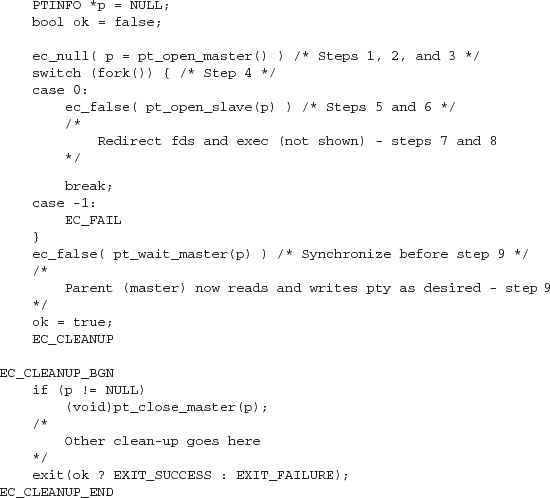 PTINFO *p = NULL;
bool ok = false;

ec_null( p = pt_open_master() ) /* Steps 1, 2, and 3 */
switch (fork()) { /* Step 4 */
case 0:
    ec_false( pt_open_slave(p) ) /* Steps 5 and 6 */
    /*
        Redirect fds and exec (not shown) - steps 7 and 8
    */

    break;
case -1:
    EC_FAIL
}
ec_false( pt_wait_master(p) ) /* Synchronize before step 9 */
/*
    Parent (master) now reads and writes pty as desired - step 9
*/
ok = true;
EC_CLEANUP

EC_CLEANUP_BGN
    if (p != NULL)
        (void)pt_close_master(p);
    /*
        Other clean-up goes here
    */
    exit(ok ? EXIT_SUCCESS : EXIT_FAILURE);
EC_CLEANUP_END